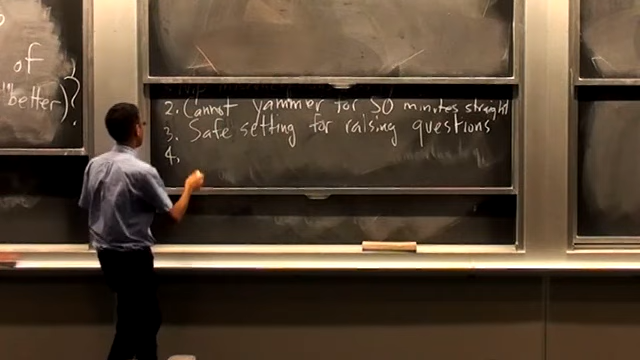 of
better)?
2. Cannot yammer for 50 minutes straight
3. Safe setting for raising questions
4.